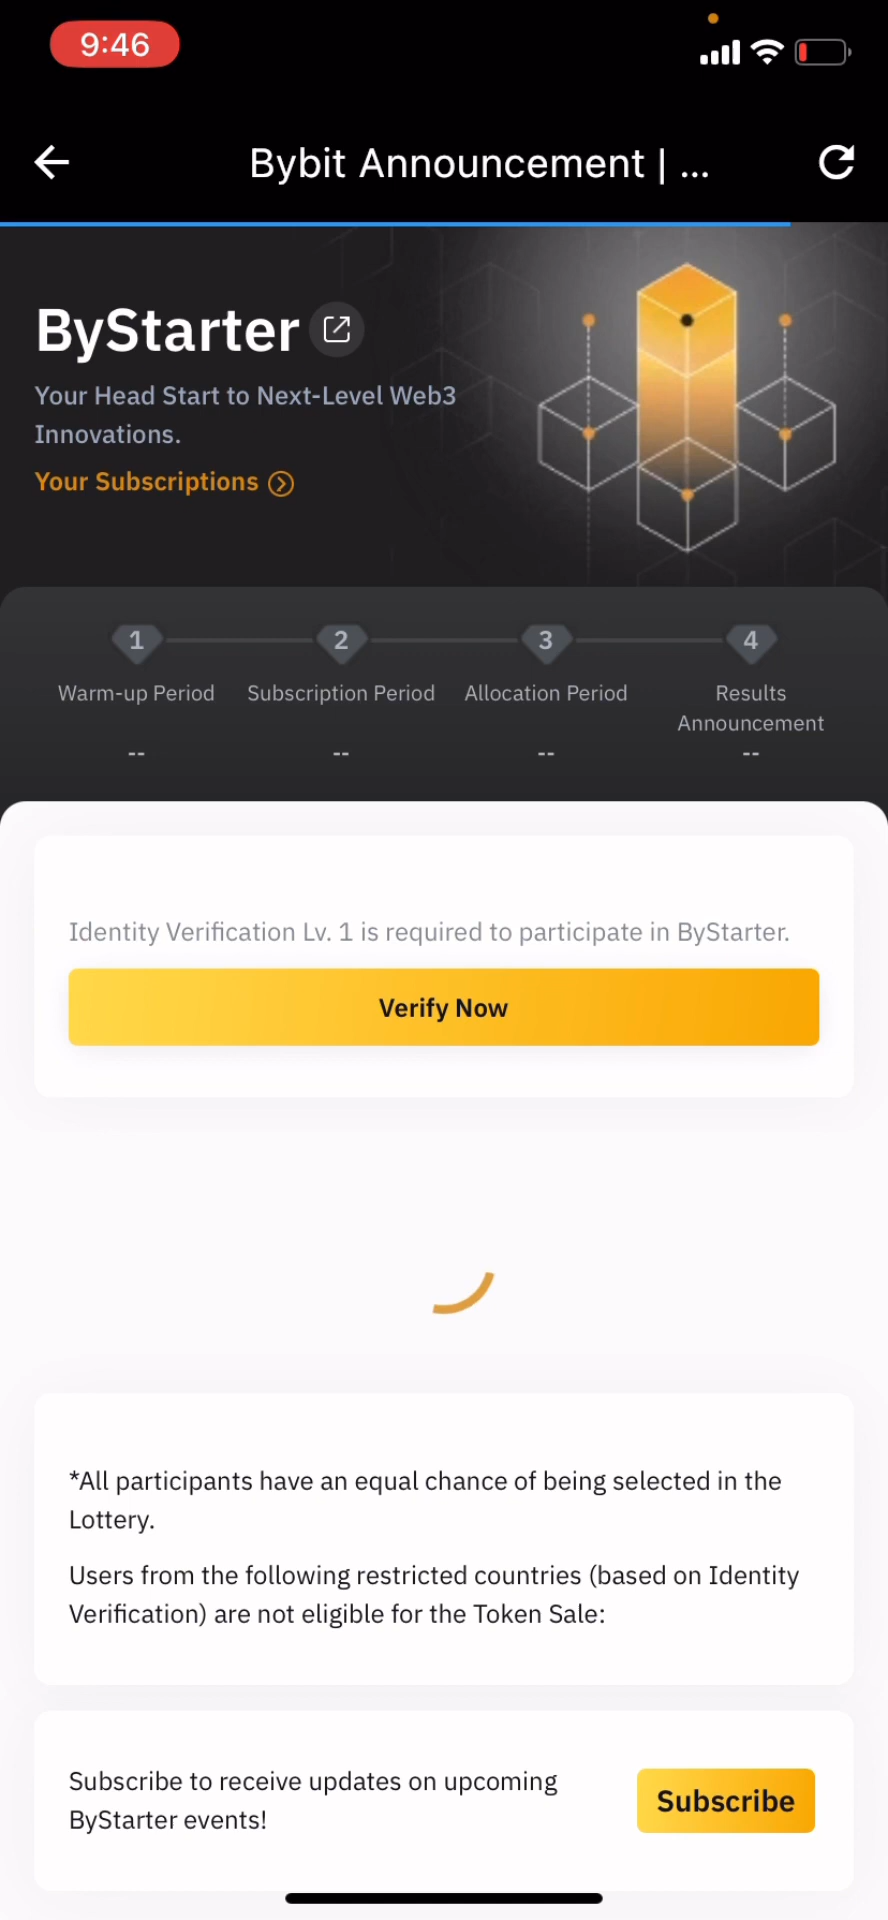 9:46
Bybit Announcement | ...
ByStarter
Your Head Start to Next-Level Web3
Innovations.
Your Subscriptions
1 2 3 4
Warm-up Period Subscription Period Allocation Period Results
Announcement
-- -- -- --
Identity Verification Lv. 1 is required to participate in ByStarter.
Verify Now
*All participants have an equal chance of being selected in the
Lottery.
Users from the following restricted countries (based on Identity
Verification) are not eligible for the Token Sale:
Subscribe to receive updates on upcoming
ByStarter events!
Subscribe